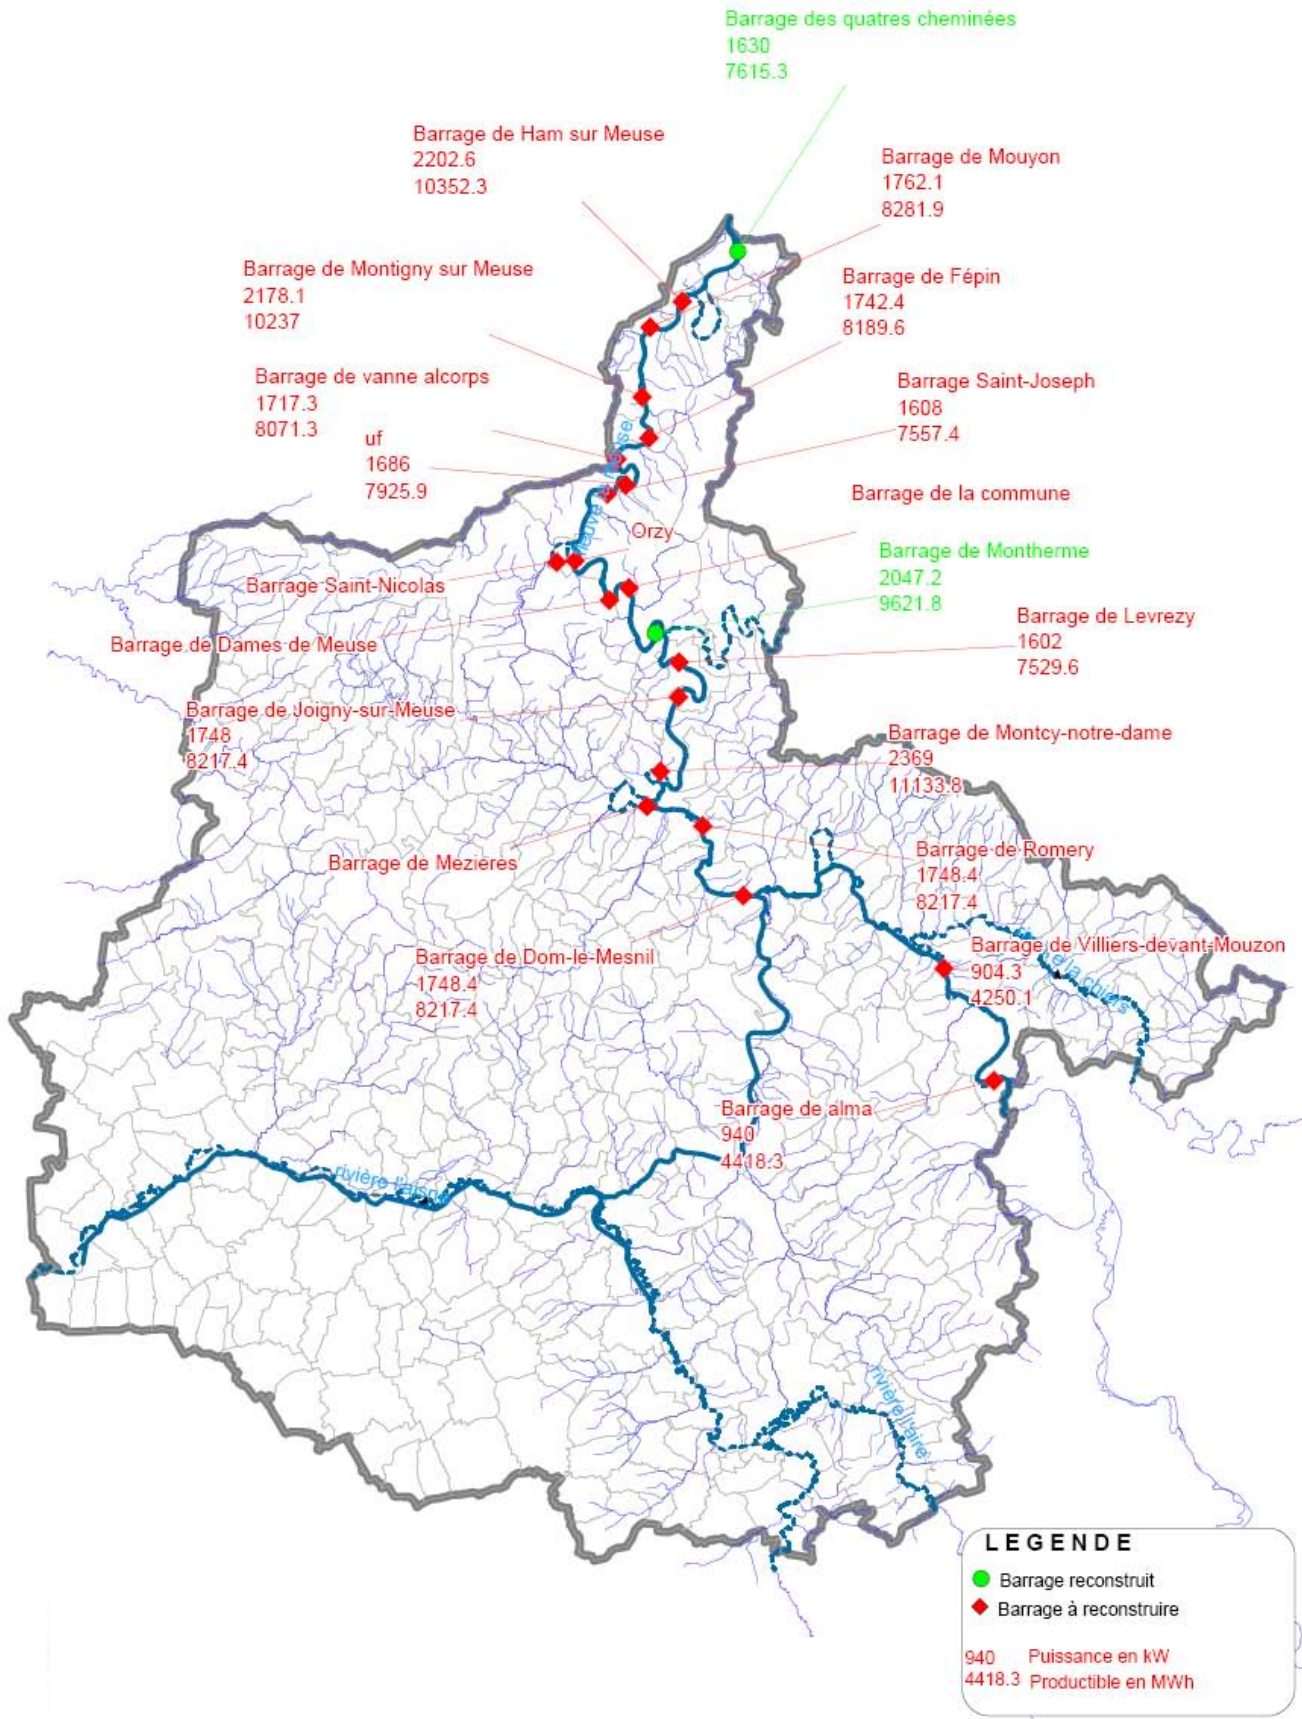 Barrage des quatres cheminées
1630
7615.3
Barrage de Ham sur Meuse
2202.6
10352.3
Barrage de Mouyon
1762.1
8281.9
Barrage de Montigny sur Meuse
2178.1
10237
Barrage de Fépin
1742.4
8189.6
Barrage de vanne alcorps
1717.3
8071.3
Barrage Saint-Joseph
1608
7557.4
uf
1686
7925.9
Barrage de la commune
Orzy
Barrage de Montherme
2047.2
9621.8
Barrage Saint-Nicolas
Barrage de Levrezy
1602
7529.6
Barrage de Dames de Meuse
Barrage de Joigny-sur-Meuse
1748
8217.4
Barrage de Montcy-notre-dame
2369
11133.8
Barrage de Mezieres
Barrage de Romery
1748.4
8217.4
Barrage de Dom-le-Mesnil
1748.4
8217.4
Barrage de Villiers-devant-Mouzon
904.3
4250.1
la chiers
Barrage de alma
940
4418.3
rivière l'aisne
rivière l'aire
LEGENDE
Barrage reconstruit
Barrage à reconstruire
940 Puissance en kW
4418.3 Productible en MWh